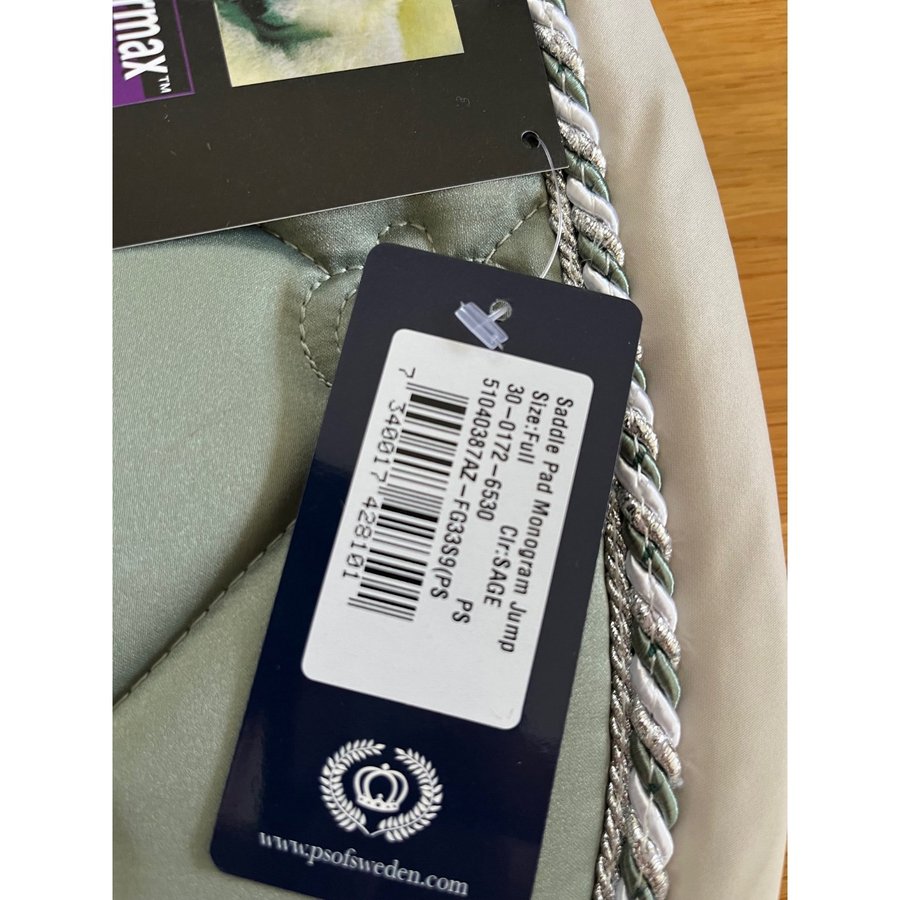 rmax™
Saddle Pad Monogram Jump
Size:Full Clr:SAGE
30-0172-6530
51040387AZ-FG33S9(PS PS
7 340017 428101
www.psofsweden.com